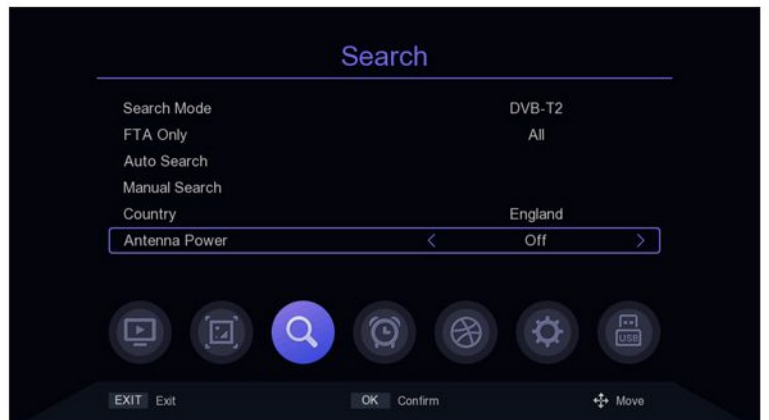 Search
Search Mode DVB-T2
FTA Only All
Auto Search
Manual Search
Country England
Antenna Power < Off >
USB
EXIT Exit OK Confirm Move